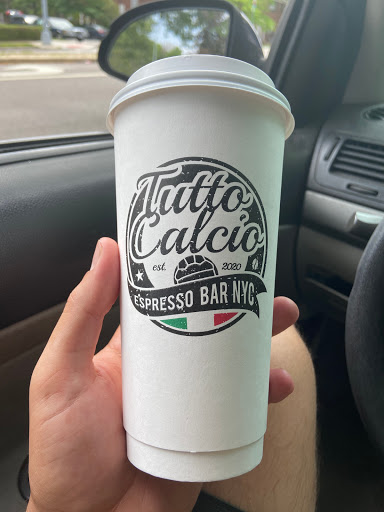 Tutto
Calcio
est. 2020
ESPRESSO BAR NYC